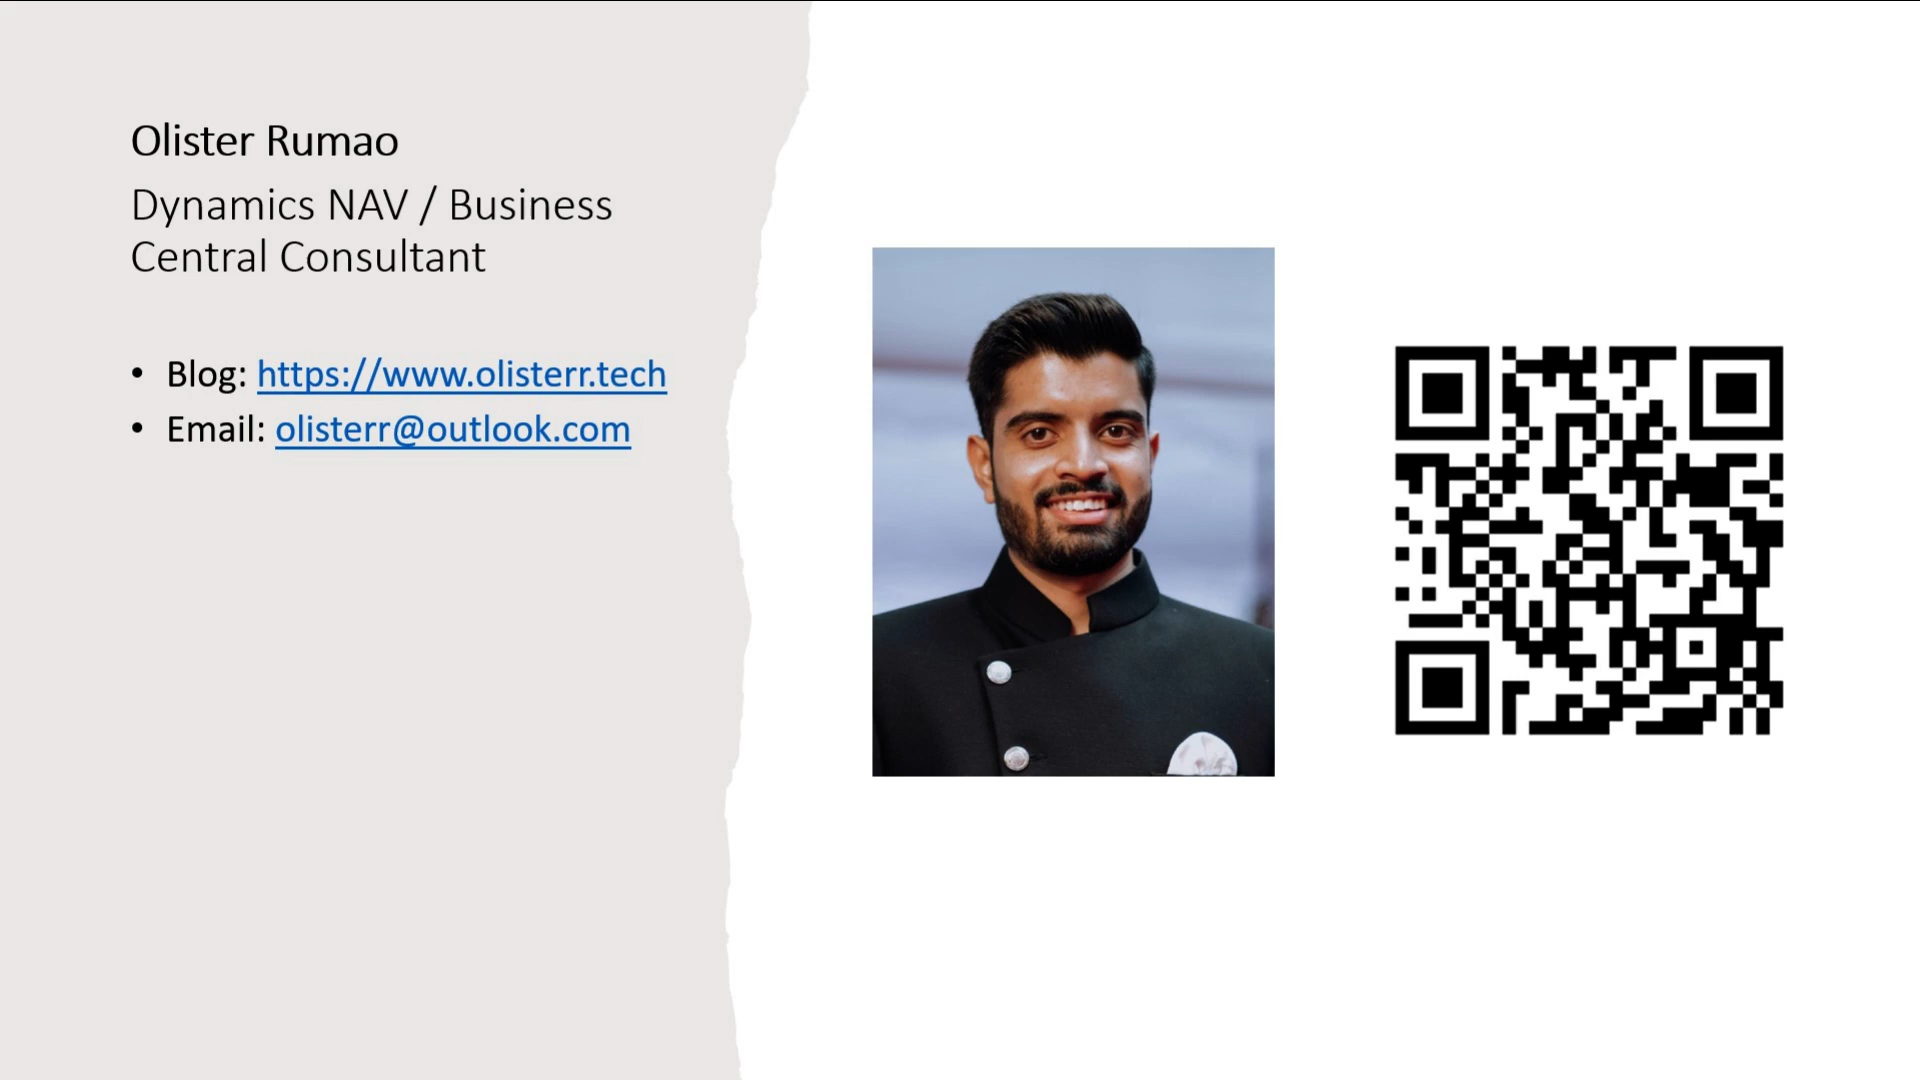 Olister Rumao
Dynamics NAV / Business
Central Consultant
• Blog: https://www.olisterr.tech
• Email: olisterr@outlook.com